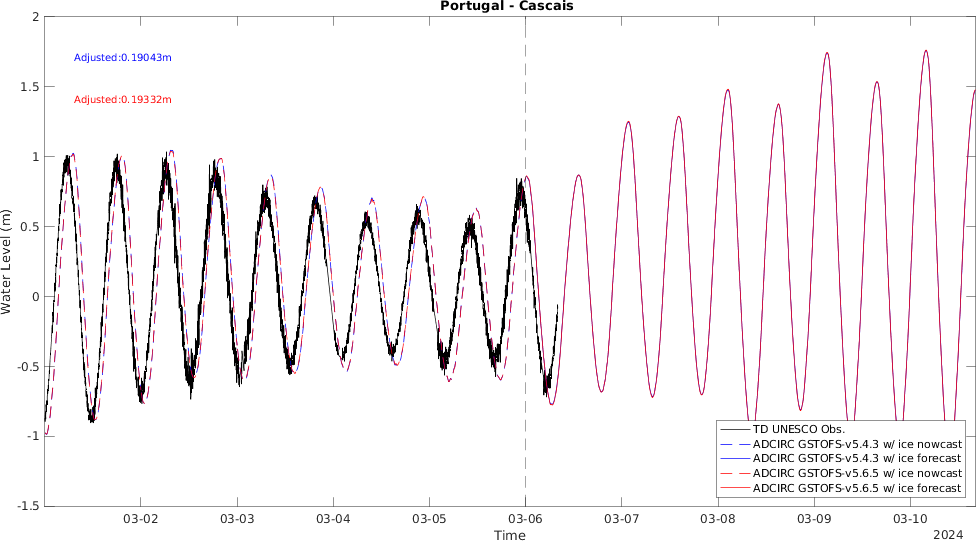 Portugal - Cascais
2
Adjusted:0.19043m
1.5
Adjusted:0.19332m
1
0.5
Water Level (m)
0
-0.5
-1
TD UNESCO Obs.
ADCIRC GSTOFS-v5.4.3 w/ ice nowcast
ADCIRC GSTOFS-v5.4.3 w/ ice forecast
ADCIRC GSTOFS-v5.6.5 w/ ice nowcast
ADCIRC GSTOFS-v5.6.5 w/ ice forecast
-1.5
03-02 03-03 03-04 03-05 03-06 03-07 03-08 03-09 03-10
Time
2024